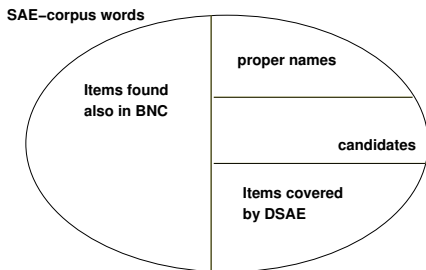 SAE-corpus words
Items found
also in BNC
proper names
candidates
Items covered
by DSAE